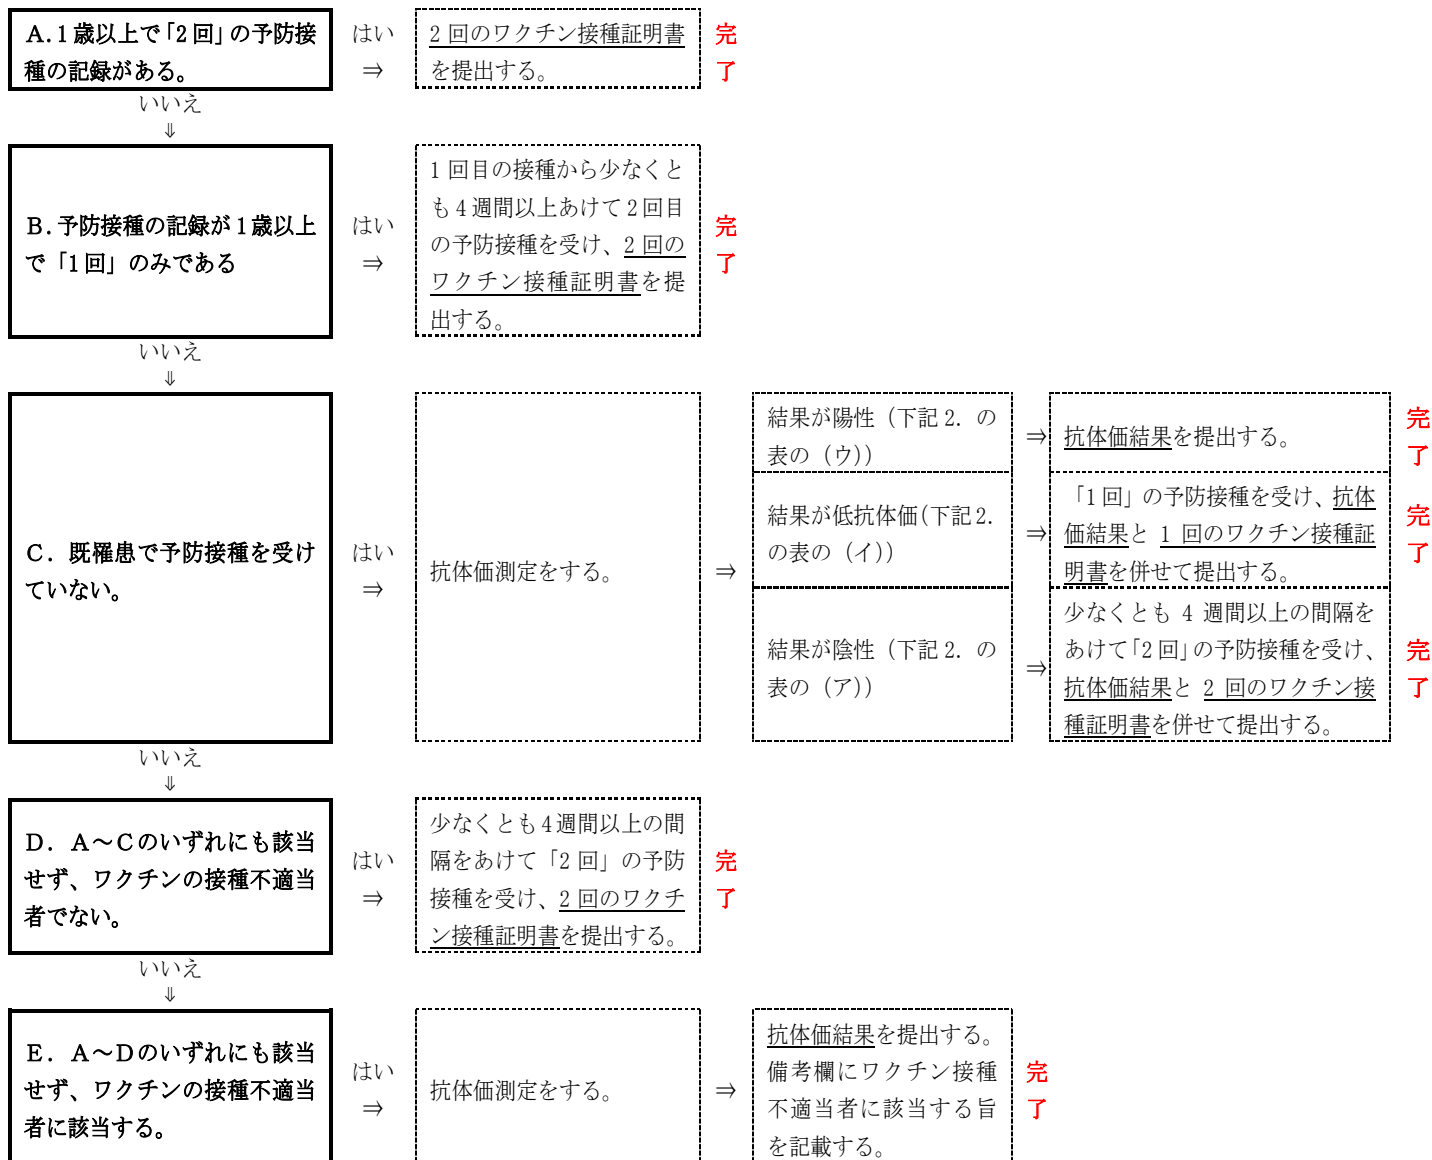 A.1歳以上で「2回」の予防接
種の記録がある。
はい
⇒
2回のワクチン接種証明書
を提出する。
完
了
いいえ
⇓
B.予防接種の記録が1歳以上
で「1回」のみである
はい
⇒
1回目の接種から少なくと
も4週間以上あけて2回目
の予防接種を受け、2回の
ワクチン接種証明書を提
出する。
完
了
いいえ
⇓
C. 既罹患で予防接種を受け
ていない。
はい
⇒
抗体価測定をする。
⇒
結果が陽性(下記2. の
表の(ウ))
⇒
抗体価結果を提出する。
完
了
結果が低抗体価(下記2.
の表の(イ))
⇒
「1回」の予防接種を受け、抗体
価結果と 1 回のワクチン接種証
明書を併せて提出する。
完
了
結果が陰性(下記2. の
表の(ア))
⇒
少なくとも 4 週間以上の間隔を
あけて「2回」の予防接種を受け、
抗体価結果と 2 回のワクチン接
種証明書を併せて提出する。
完
了
いいえ
⇓
D. A~Cのいずれにも該当
せず、ワクチンの接種不適当
者でない。
はい
⇒
少なくとも4週間以上の間
隔をあけて「2回」の予防
接種を受け、2回のワクチ
ン接種証明書を提出する。
完
了
いいえ
⇓
E. A~Dのいずれにも該当
せず、ワクチンの接種不適当
者に該当する。
はい
⇒
抗体価測定をする。
⇒
抗体価結果を提出する。
備考欄にワクチン接種
不適当者に該当する旨
を記載する。
完
了